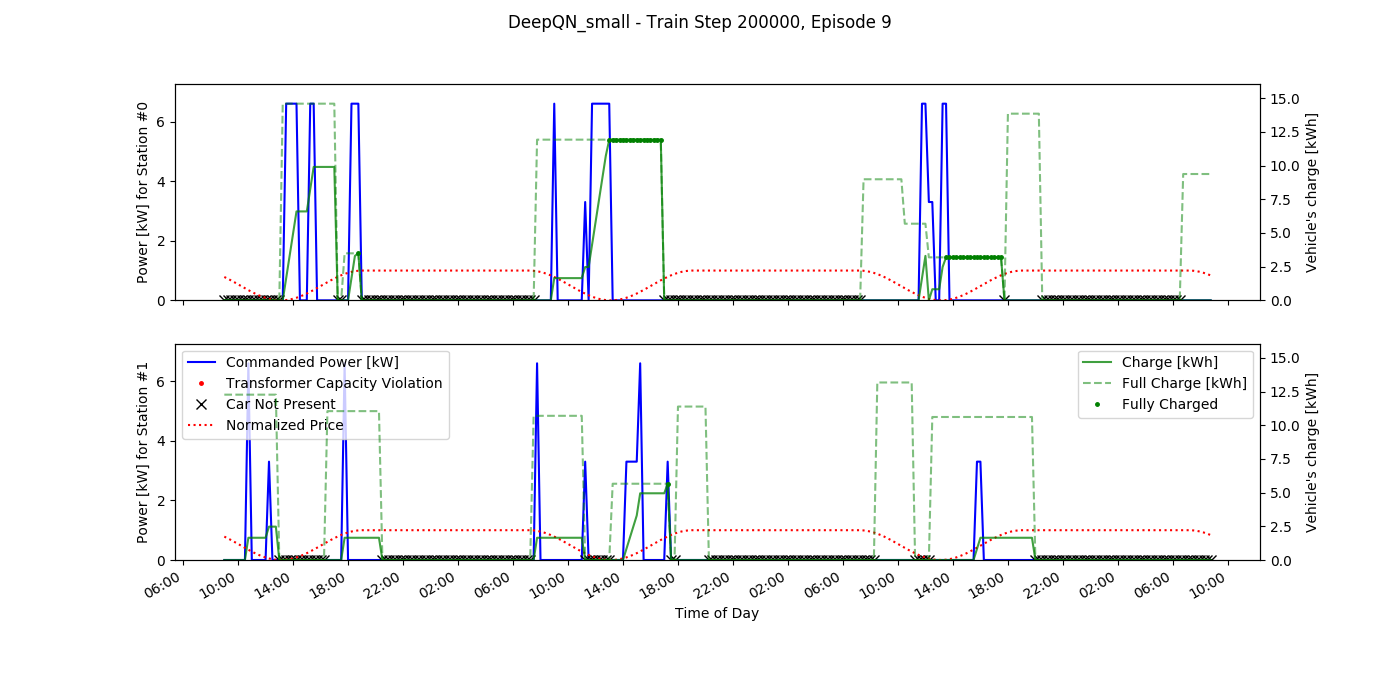 DeepQN_small - Train Step 200000, Episode 9
Power [kW] for Station #0
6
4
2
0
15.0
12.5
10.0
7.5
5.0
2.5
0.0
Vehicle's charge [kWh]
Power [kW] for Station #1
6
4
2
0
Commanded Power [kW]
Transformer Capacity Violation
Car Not Present
Normalized Price
Charge [kWh]
Full Charge [kWh]
Fully Charged
15.0
12.5
10.0
7.5
5.0
2.5
0.0
Vehicle's charge [kWh]
06:00 10:00 14:00 18:00 22:00 02:00 06:00 10:00 14:00 18:00 22:00 02:00 06:00 10:00 14:00 18:00 22:00 02:00 06:00 10:00
Time of Day